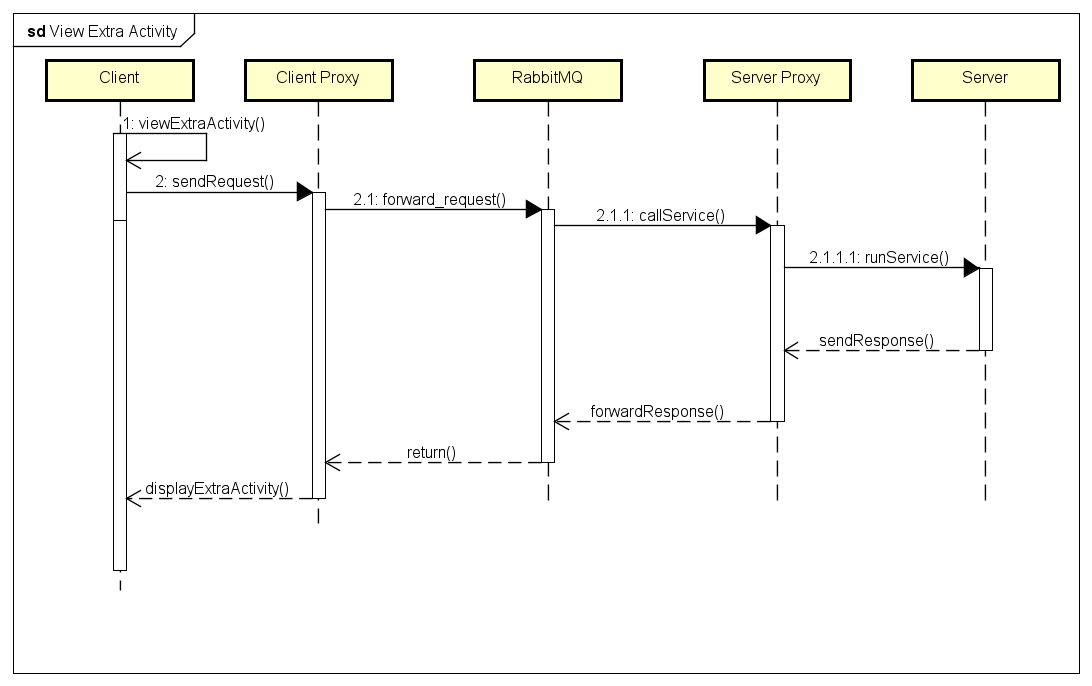 sd View Extra Activity
Client
Client Proxy
RabbitMQ
Server Proxy
Server
1: viewExtraActivity()
2: sendRequest()
2.1: forward_request()
2.1.1: callService()
2.1.1.1: runService()
sendResponse()
forwardResponse()
return()
displayExtraActivity()